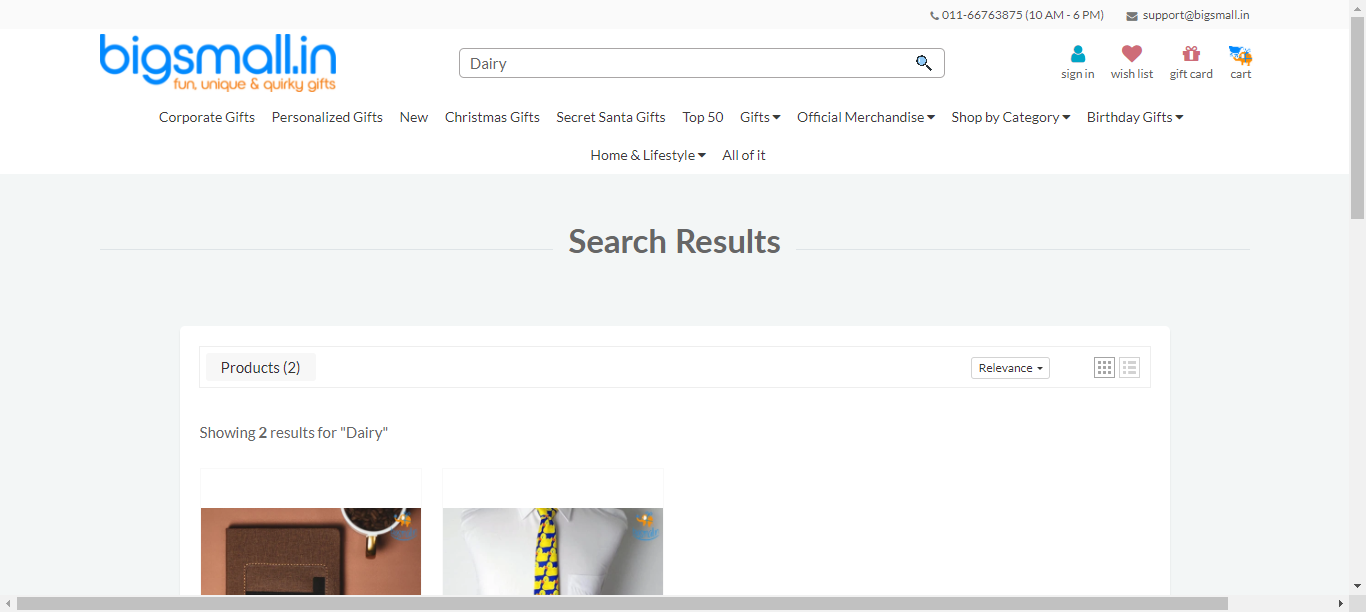 011-66763875 (10 AM - 6 PM) support@bigsmall.in
bigsmall.in
fun, unique & quirky gifts
Dairy
sign in wish list gift card cart
Corporate Gifts Personalized Gifts New Christmas Gifts Secret Santa Gifts Top 50 Gifts Official Merchandise Shop by Category Birthday Gifts
Home & Lifestyle All of it
Search Results
Products (2) Relevance
Showing 2 results for "Dairy"